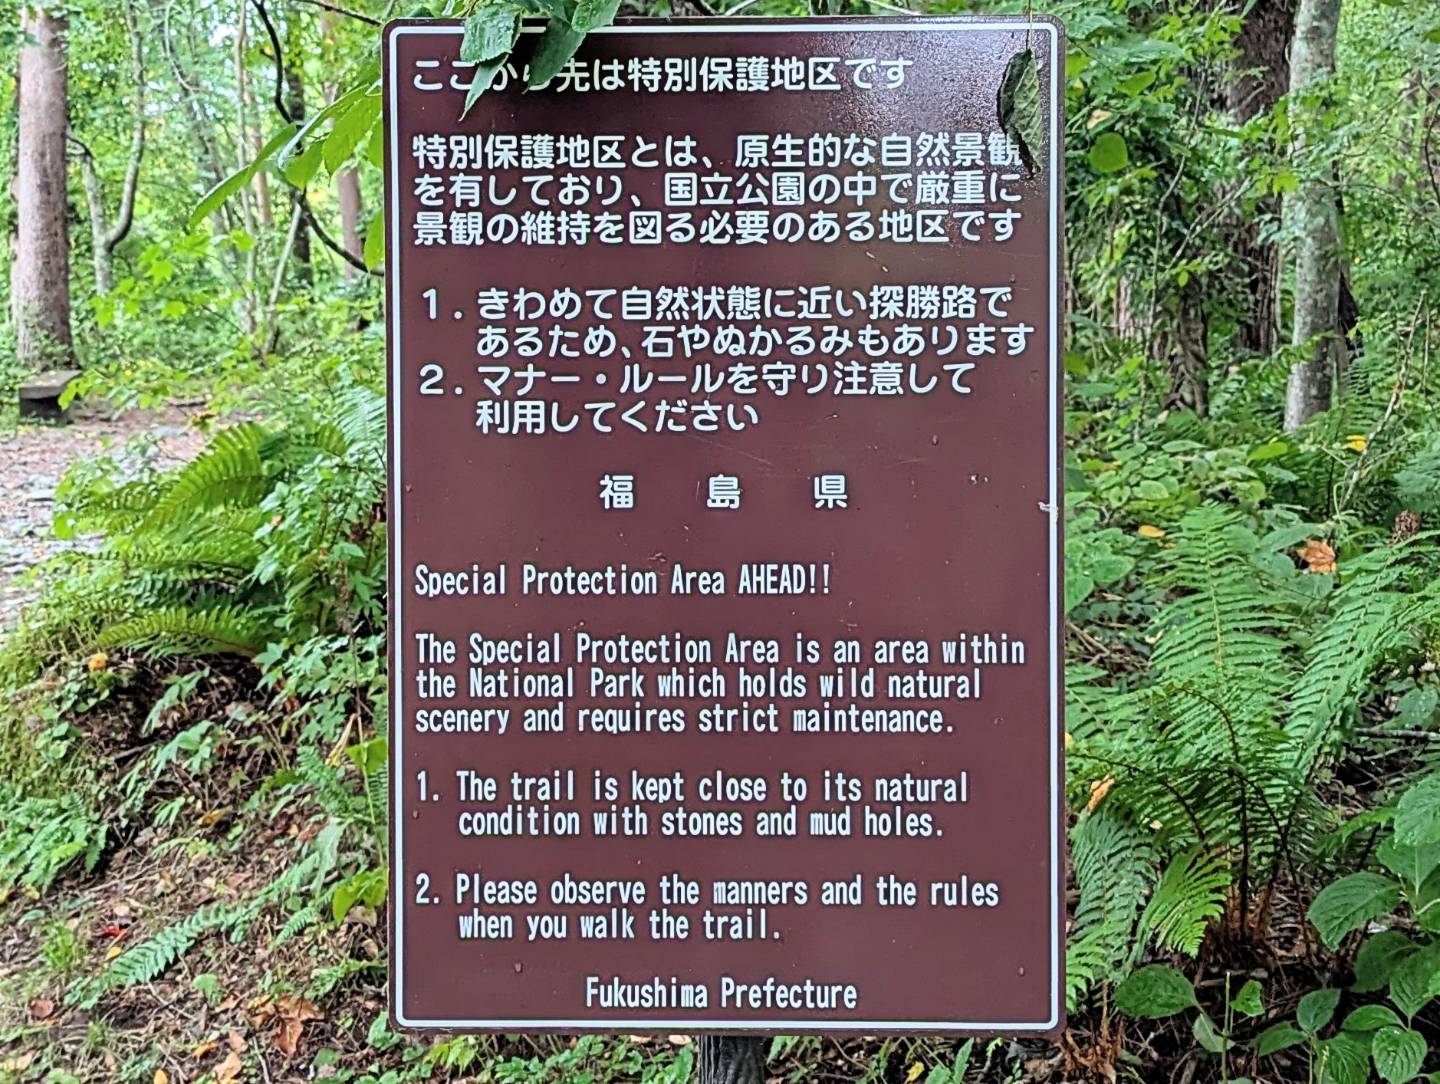 ここから先は特別保護地区です
特別保護地区とは、原生的な自然景観
を有しており、国立公園の中で厳重に
景観の維持を図る必要のある地区です
１．きわめて自然状態に近い探勝路で
あるため、石やぬかるみもあります
２．マナー・ルールを守り注意して
利用してください
福島県
Special Protection Area AHEAD!!
The Special Protection Area is an area within
the National Park which holds wild natural
scenery and requires strict maintenance.
1. The trail is kept close to its natural
condition with stones and mud holes.
2. Please observe the manners and the rules
when you walk the trail.
Fukushima Prefecture